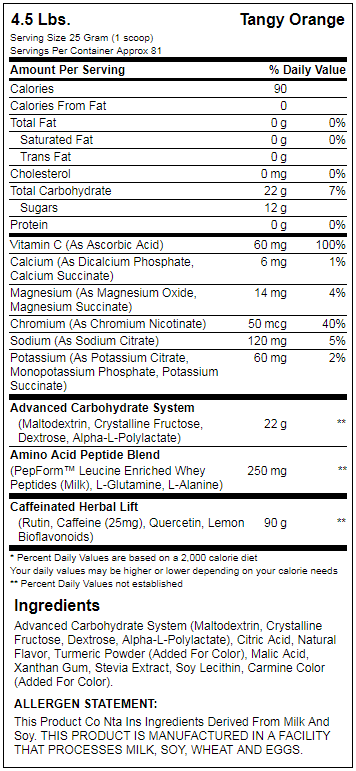 4.5 Lbs. Tangy Orange
Serving Size 25 Gram (1 scoop)
Servings Per Container Approx 81
Amount Per Serving % Daily Value
Calories 90
Calories From Fat 0
Total Fat 0 g 0%
Saturated Fat 0 g 0%
Trans Fat 0 g
Cholesterol 0 mg 0%
Total Carbohydrate 22 g 7%
Sugars 12 g
Protein 0 g 0%
Vitamin C (As Ascorbic Acid) 60 mg 100%
Calcium (As Dicalcium Phosphate, 6 mg 1%
Calcium Succinate)
Magnesium (As Magnesium Oxide, 14 mg 4%
Magnesium Succinate)
Chromium (As Chromium Nicotinate) 50 mcg 40%
Sodium (As Sodium Citrate) 120 mg 5%
Potassium (As Potassium Citrate, 60 mg 2%
Monopotassium Phosphate, Potassium
Succinate)
Advanced Carbohydrate System
(Maltodextrin, Crystalline Fructose, 22 g **
Dextrose, Alpha-L-Polylactate)
Amino Acid Peptide Blend
(PepForm™ Leucine Enriched Whey 250 mg **
Peptides (Milk), L-Glutamine, L-Alanine)
Caffeinated Herbal Lift
(Rutin, Caffeine (25mg), Quercetin, Lemon 90 g **
Bioflavonoids)
* Percent Daily Values are based on a 2,000 calorie diet
Your daily values may be higher or lower depending on your calorie needs
** Percent Daily Values not established
Ingredients
Advanced Carbohydrate System (Maltodextrin, Crystalline
Fructose, Dextrose, Alpha-L-Polylactate), Citric Acid, Natural
Flavor, Turmeric Powder (Added For Color), Malic Acid,
Xanthan Gum, Stevia Extract, Soy Lecithin, Carmine Color
(Added For Color).
ALLERGEN STATEMENT:
This Product Co Nta Ins Ingredients Derived From Milk And
Soy. THIS PRODUCT IS MANUFACTURED IN A FACILITY
THAT PROCESSES MILK, SOY, WHEAT AND EGGS.